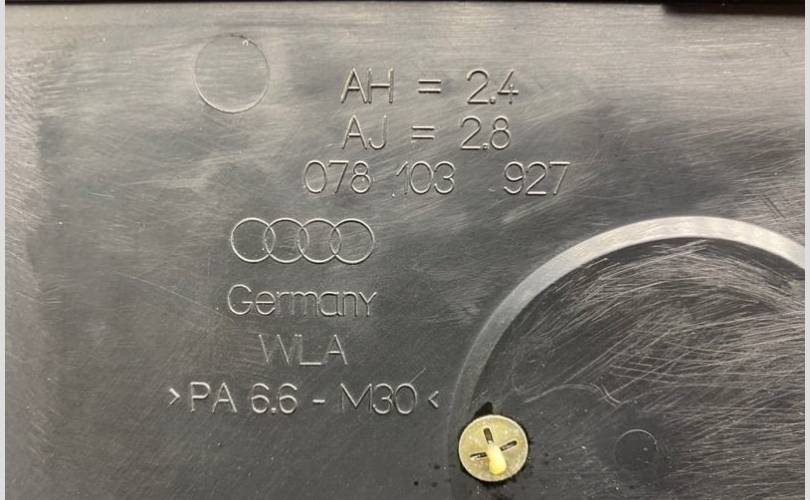 AH = 2.4
AJ = 2.8
078 103 927
Germany
WLA
>PA 6.6 - M30<